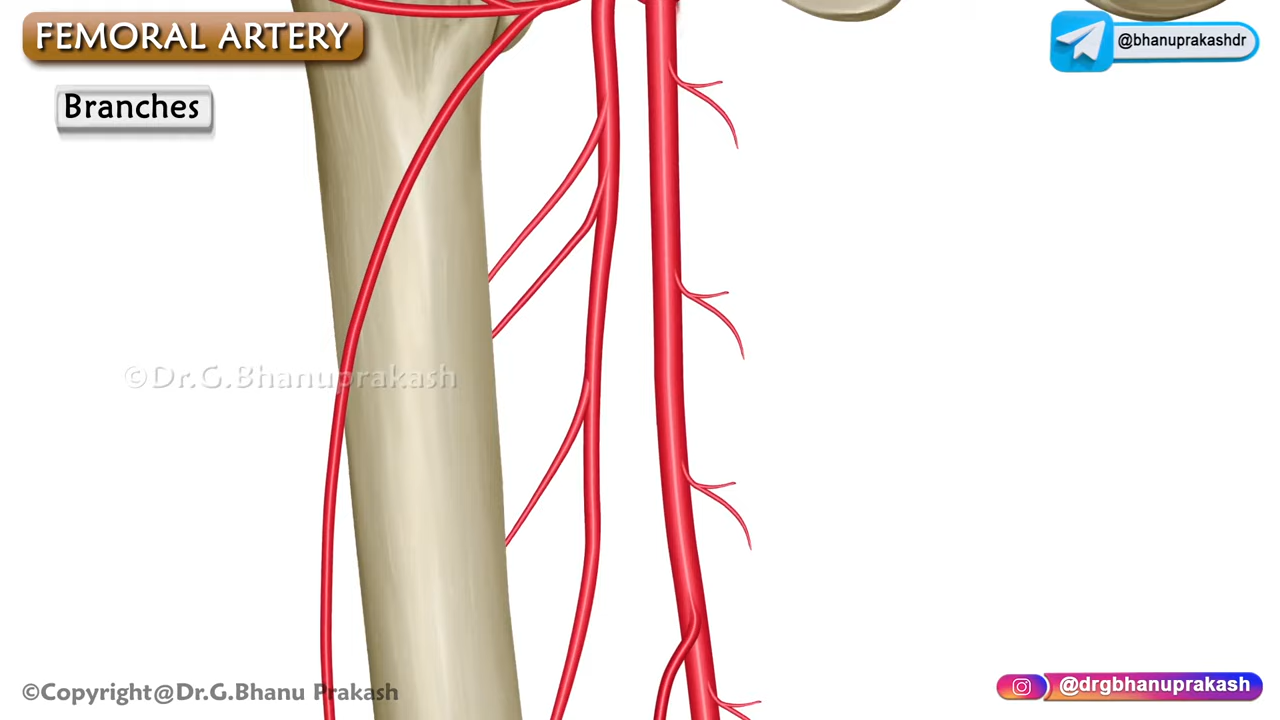 FEMORAL ARTERY
@bhanuprakashdr
Branches
©Dr.G.Bhanuprakash
©Copyright@Dr.G.Bhanu Prakash
@drgbhanuprakash